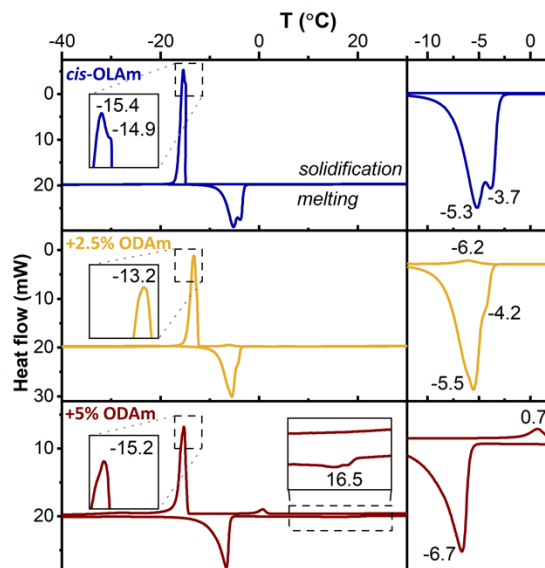 T (°C)
-40 -20 0 -10 -5 0
cis-OLAm
0
10
20
-15.4
-14.9
solidification
melting
-5.3
-3.7
+2.5% ODAm
0
10
20
30
-13.2
-6.2
-4.2
-5.5
Heat flow (mW)
+5% ODAm
10
20
-15.2
16.5
0.7
-6.7